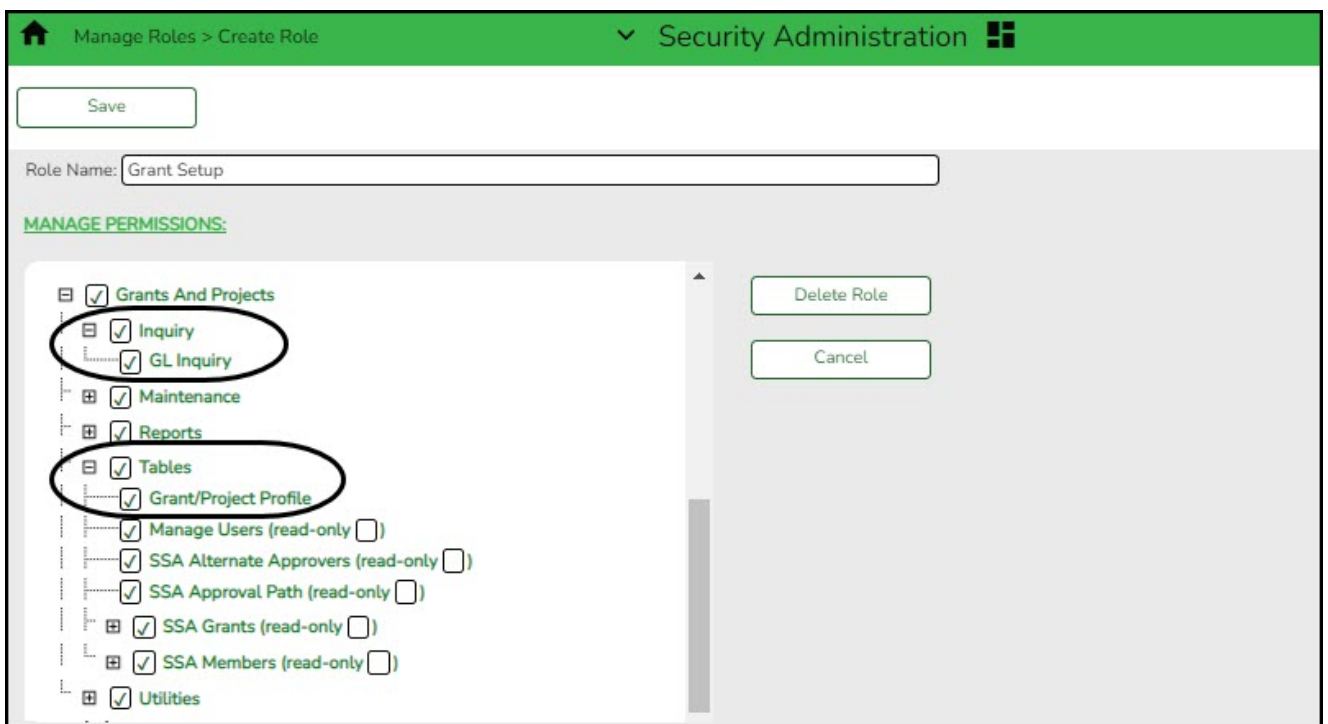 Manage Roles > Create Role
Security Administration
Save
Role Name: Grant Setup
MANAGE PERMISSIONS:
Grants And Projects
Inquiry
GL Inquiry
Maintenance
Reports
Tables
Grant/Project Profile
Manage Users (read-only )
SSA Alternate Approvers (read-only )
SSA Approval Path (read-only )
SSA Grants (read-only )
SSA Members (read-only )
Utilities
Delete Role
Cancel